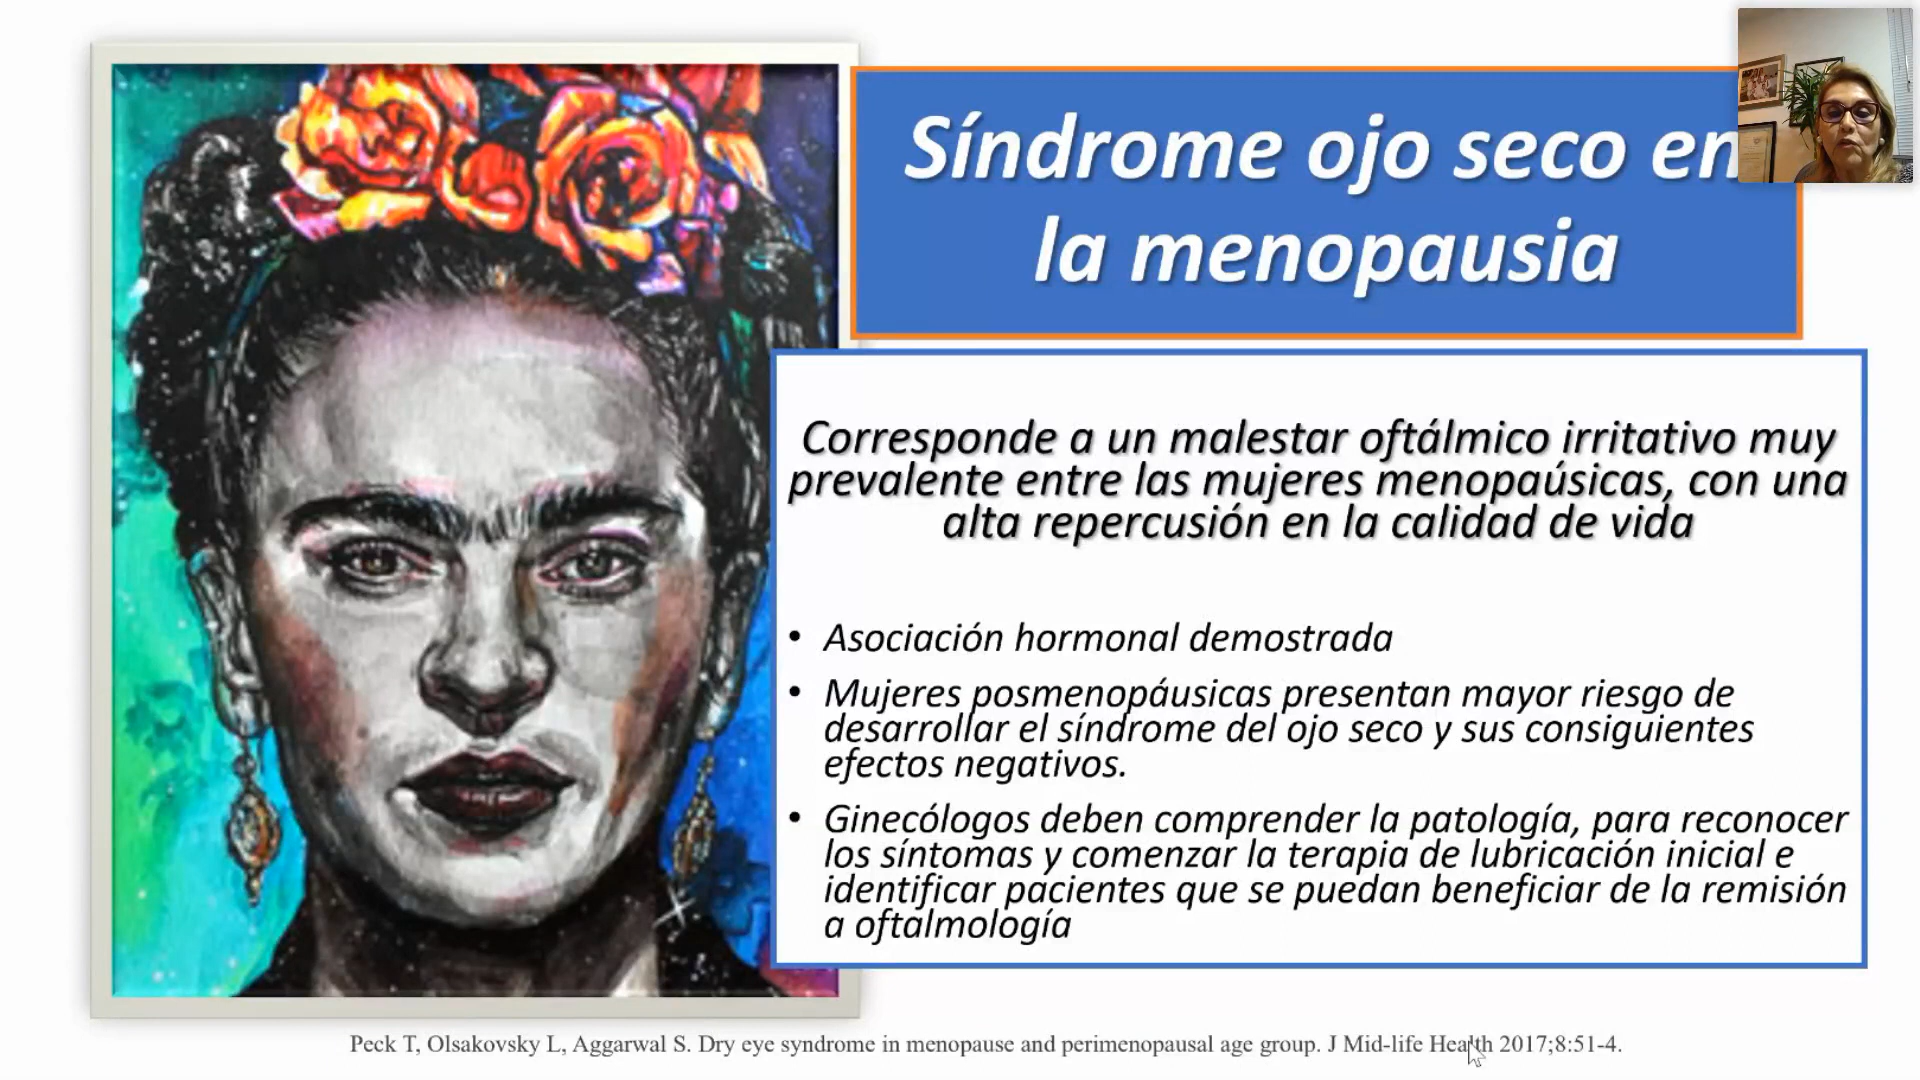 Síndrome ojo seco en
la menopausia
Corresponde a un malestar oftálmico irritativo muy
prevalente entre las mujeres menopaúsicas, con una
alta repercusión en la calidad de vida
• Asociación hormonal demostrada
• Mujeres posmenopáusicas presentan mayor riesgo de
desarrollar el síndrome del ojo seco y sus consiguientes
efectos negativos.
• Ginecólogos deben comprender la patología, para reconocer
los síntomas y comenzar la terapia de lubricación inicial e
identificar pacientes que se puedan beneficiar de la remisión
a oftalmología
Peck T, Olsakovsky L, Aggarwal S. Dry eye syndrome in menopause and perimenopausal age group. J Mid-life Health 2017;8:51-4.